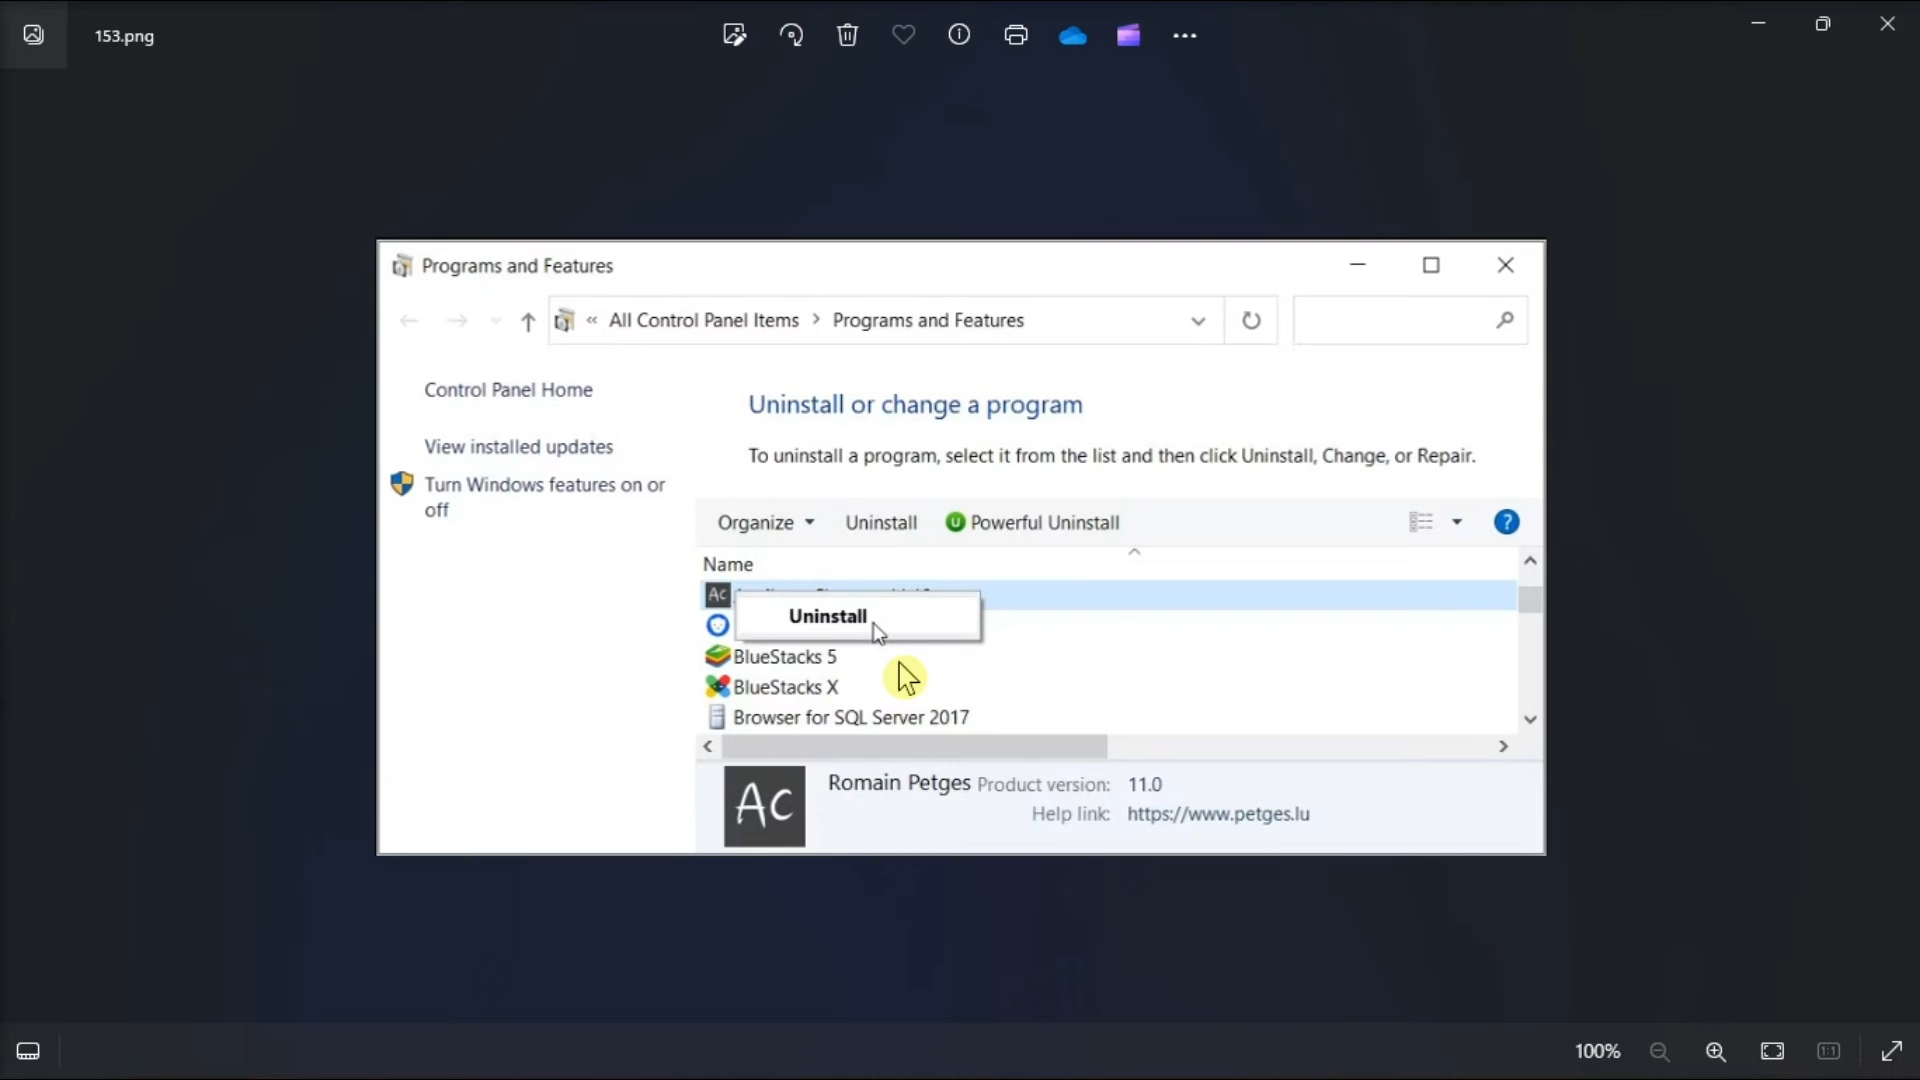 153.png
Programs and Features
« All Control Panel Items > Programs and Features
Control Panel Home
View installed updates
Turn Windows features on or
off
Uninstall or change a program
To uninstall a program, select it from the list and then click Uninstall, Change, or Repair.
Organize Uninstall Powerful Uninstall
Name
Ac
Uninstall
BlueStacks 5
BlueStacks X
Browser for SQL Server 2017
Ac
Romain Petges Product version: 11.0
Help link: https://www.petges.lu
100%
1:1